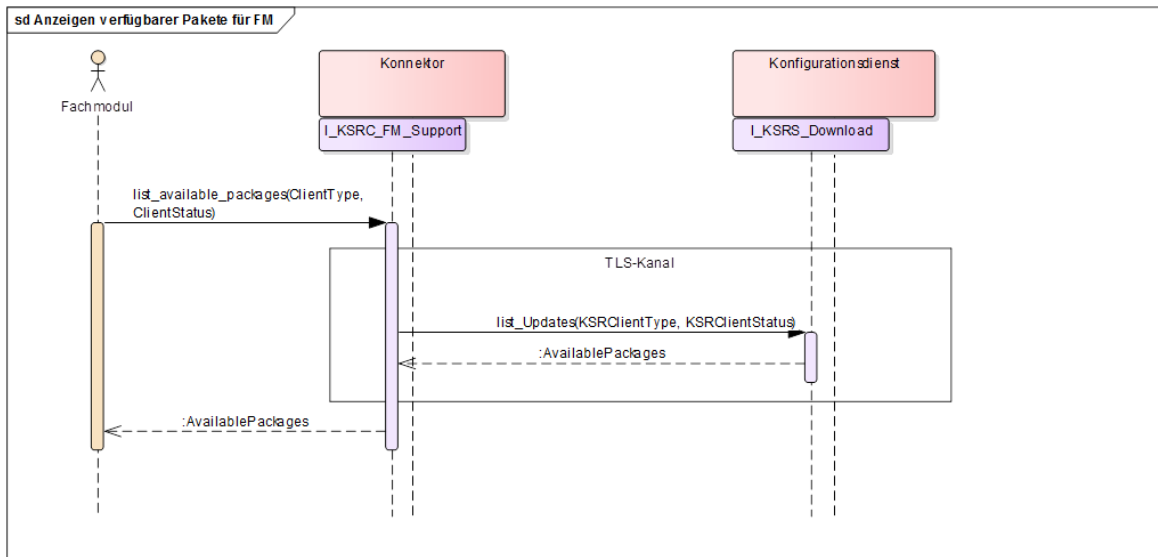 sd Anzeigen verfügbarer Pakete für FM
Fachmodul
Konnektor
Konfigurationsdienst
I_KSRC_FM_Support
I_KSRS_Download
list_available_packages(ClientType,
ClientStatus)
TLS-Kanal
list_Updates(KSRClientType, KSRClientStatus)
:AvailablePackages
:AvailablePackages